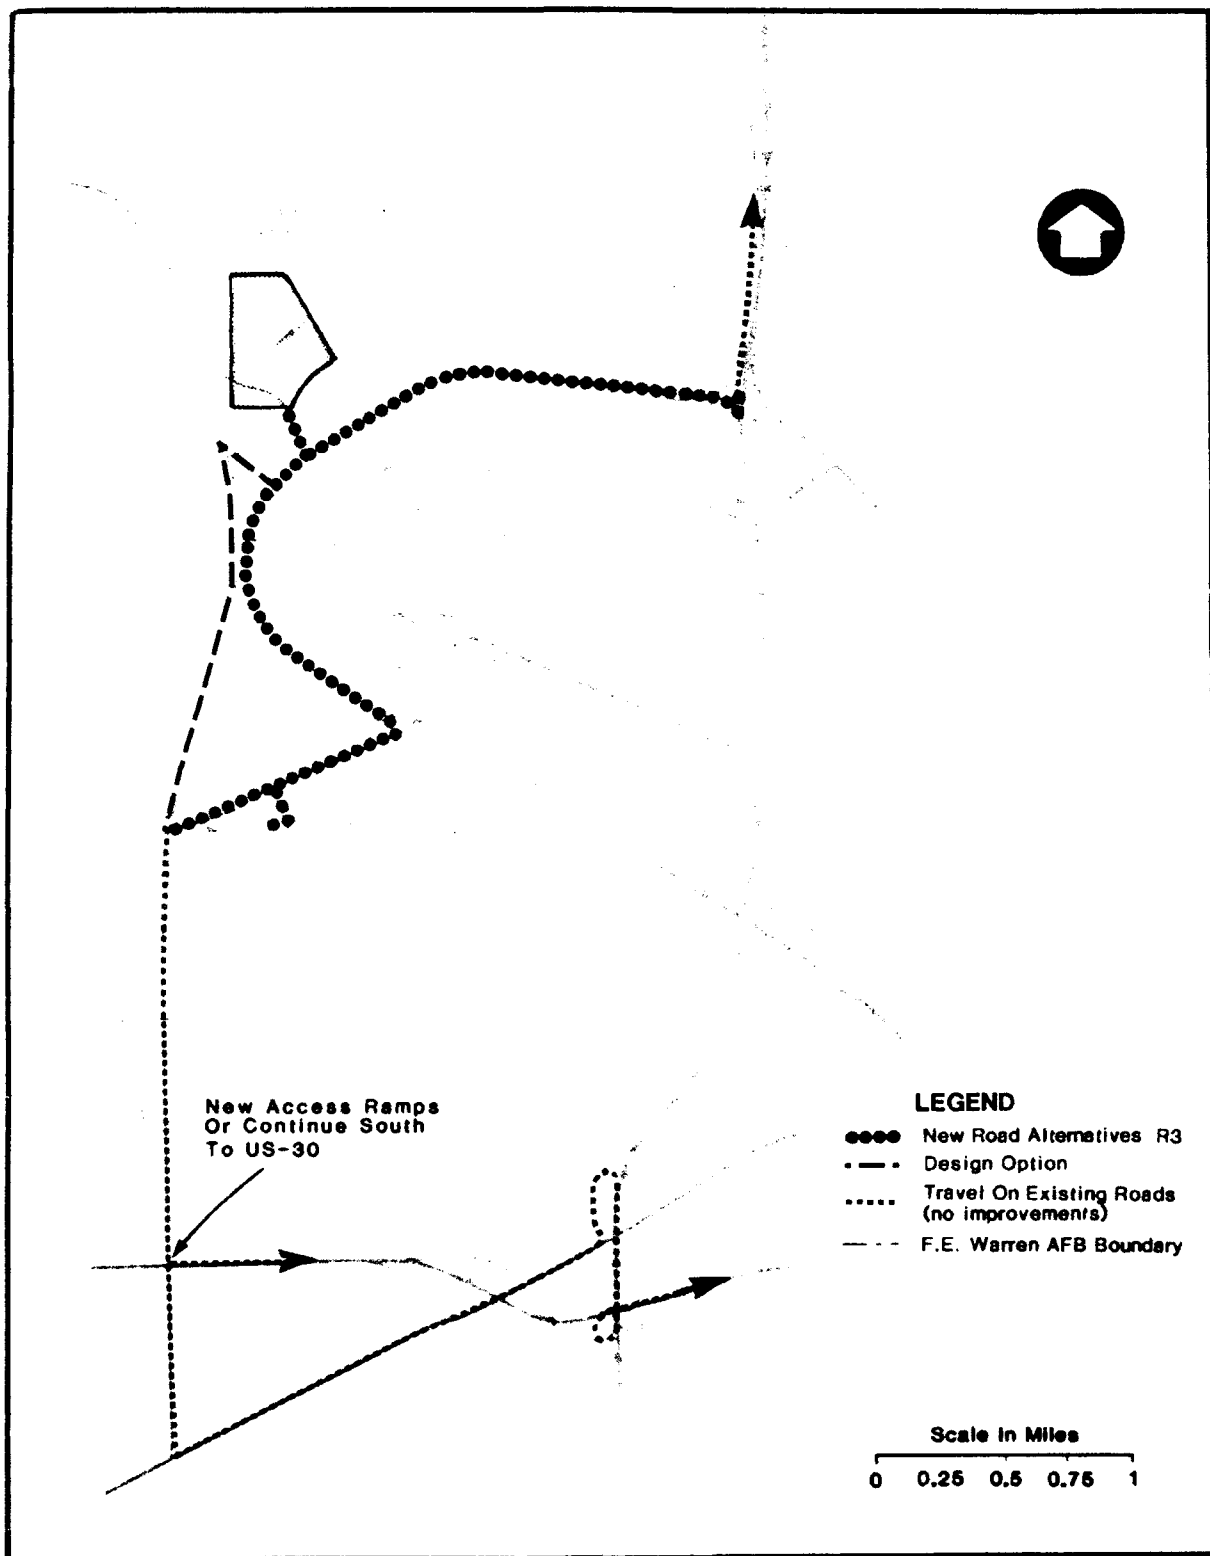 New Access Ramps
Or Continue South
To US-30
LEGEND
New Road Alternatives R3
Design Option
Travel On Existing Roads
(no improvements)
F.E. Warren AFB Boundary
Scale in Miles
0 0.25 0.5 0.75 1